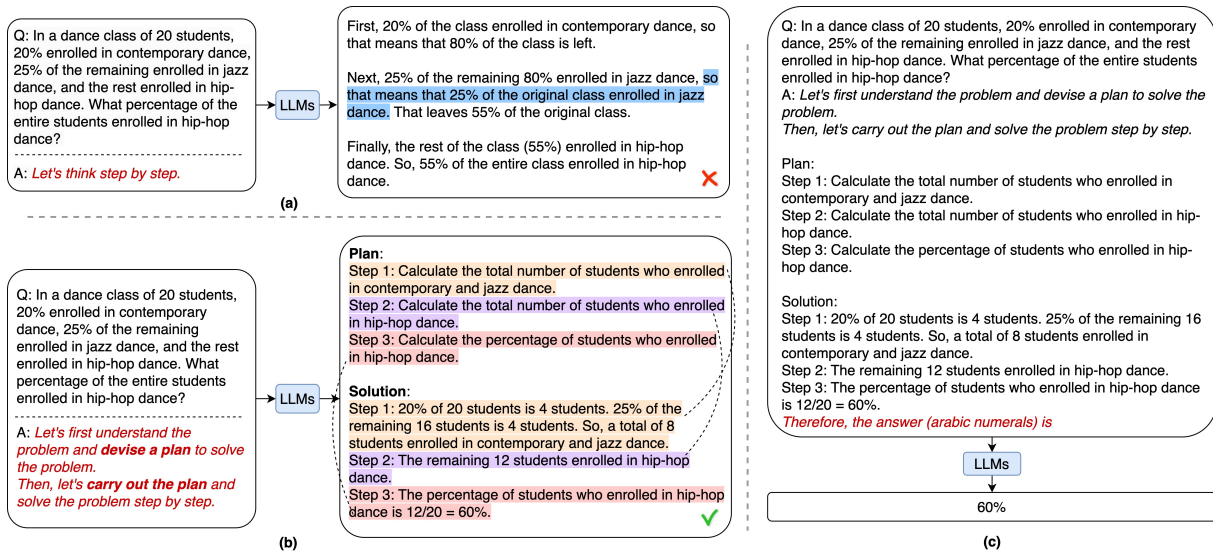 Q: In a dance class of 20 students,
20% enrolled in contemporary dance,
25% of the remaining enrolled in jazz
dance, and the rest enrolled in hip-
hop dance. What percentage of the
entire students enrolled in hip-hop
dance?
A: Let's think step by step.
LLMs
First, 20% of the class enrolled in contemporary dance, so
that means that 80% of the class is left.
Next, 25% of the remaining 80% enrolled in jazz dance, so
that means that 25% of the original class enrolled in jazz
dance. That leaves 55% of the original class.
Finally, the rest of the class (55%) enrolled in hip-hop
dance. So, 55% of the entire class enrolled in hip-hop
dance.
(a)
Q: In a dance class of 20 students,
20% enrolled in contemporary
dance, 25% of the remaining
enrolled in jazz dance, and the rest
enrolled in hip-hop dance. What
percentage of the entire students
enrolled in hip-hop dance?
A: Let's first understand the
problem and devise a plan to solve
the problem.
Then, let's carry out the plan and
solve the problem step by step.
LLMs
Plan:
Step 1: Calculate the total number of students who enrolled
in contemporary and jazz dance.
Step 2: Calculate the total number of students who enrolled
in hip-hop dance.
Step 3: Calculate the percentage of students who enrolled
in hip-hop dance.
Solution:
Step 1: 20% of 20 students is 4 students. 25% of the
remaining 16 students is 4 students. So, a total of 8
students enrolled in contemporary and jazz dance.
Step 2: The remaining 12 students enrolled in hip-hop
dance.
Step 3: The percentage of students who enrolled in hip-hop
dance is 12/20 = 60%.
(b)
Q: In a dance class of 20 students, 20% enrolled in contemporary
dance, 25% of the remaining enrolled in jazz dance, and the rest
enrolled in hip-hop dance. What percentage of the entire students
enrolled in hip-hop dance?
A: Let's first understand the problem and devise a plan to solve the
problem.
Then, let's carry out the plan and solve the problem step by step.
Plan:
Step 1: Calculate the total number of students who enrolled in
contemporary and jazz dance.
Step 2: Calculate the total number of students who enrolled in hip-
hop dance.
Step 3: Calculate the percentage of students who enrolled in hip-
hop dance.
Solution:
Step 1: 20% of 20 students is 4 students. 25% of the remaining 16
students is 4 students. So, a total of 8 students enrolled in
contemporary and jazz dance.
Step 2: The remaining 12 students enrolled in hip-hop dance.
Step 3: The percentage of students who enrolled in hip-hop dance
is 12/20 = 60%.
Therefore, the answer (arabic numerals) is
LLMs
60%
(c)